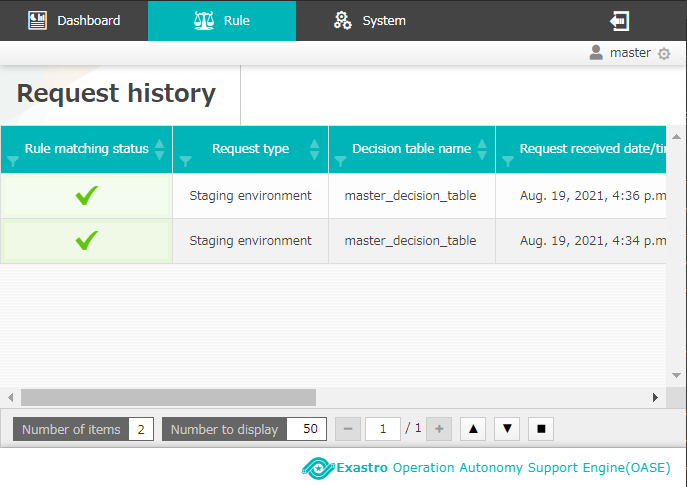 Dashboard Rule System
master
Request history
Rule matching status Request type Decision table name Request received date/tir
Staging environment master_decision_table Aug. 19, 2021, 4:36 p.m
Staging environment master_decision_table Aug. 19, 2021, 4:34 p.m
Number of items 2 Number to display 50 1 / 1
Exastro Operation Autonomy Support Engine(OASE)